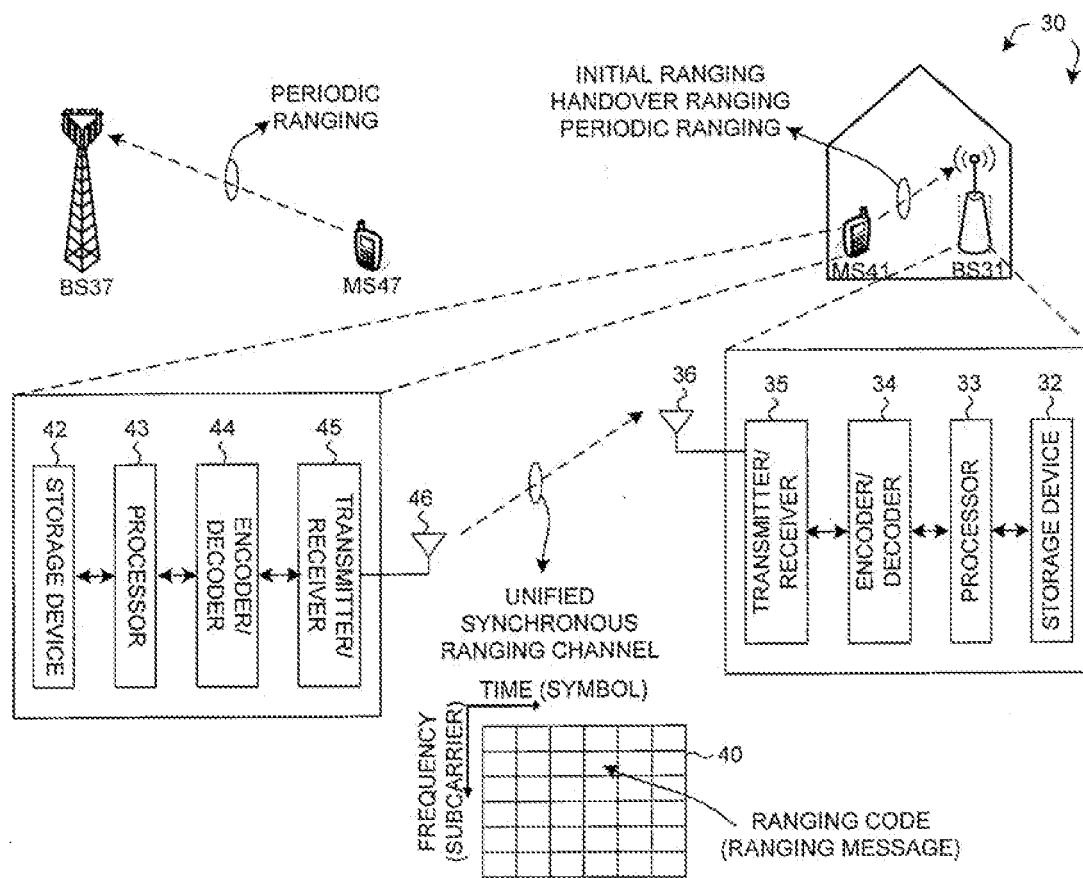 30
PERIODIC
RANGING
INITIAL RANGING
HANDOVER RANGING
PERIODIC RANGING
BS37
MS47
MS41
BS31
42
43
44
45
46
STORAGE DEVICE
PROCESSOR
ENCODER/
DECODER
TRANSMITTER/
RECEIVER
36
35
34
33
32
TRANSMITTER/
RECEIVER
ENCODER/
DECODER
PROCESSOR
STORAGE DEVICE
UNIFIED
SYNCHRONOUS
RANGING CHANNEL
TIME (SYMBOL)
FREQUENCY
(SUBCARRIER)
40
RANGING CODE
(RANGING MESSAGE)